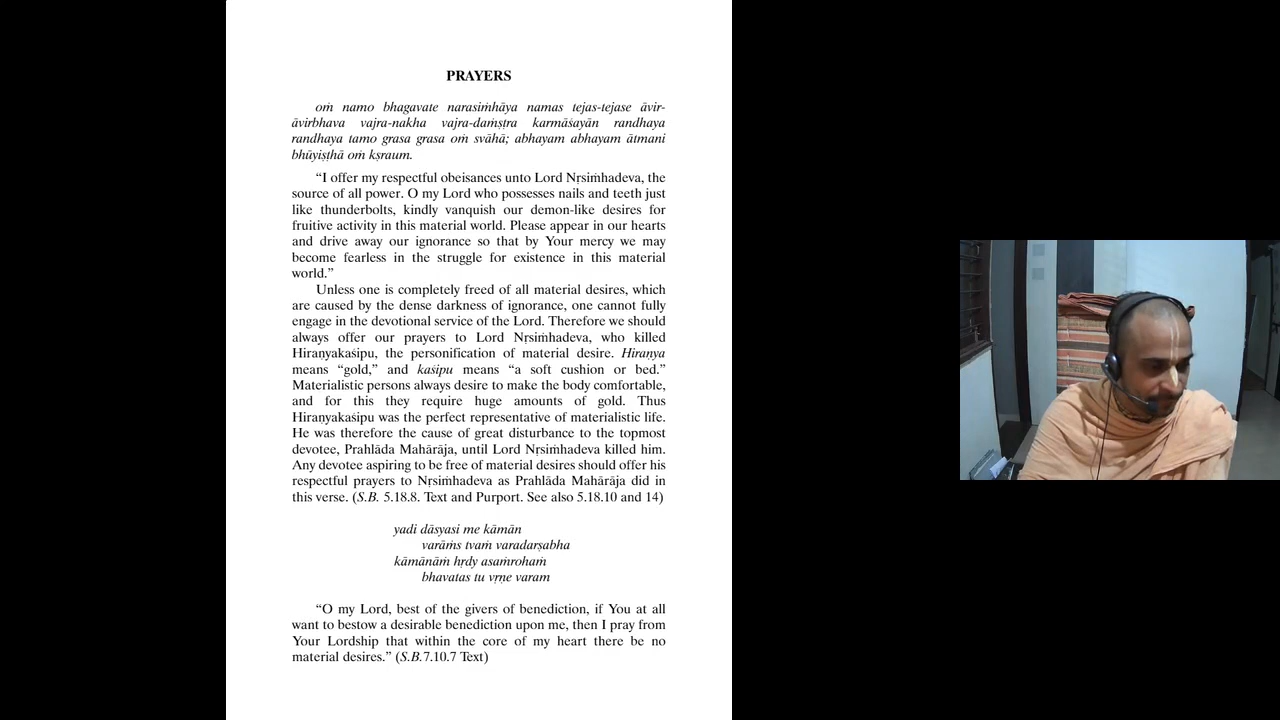 PRAYERS
oṁ namo bhagavate narasiṁhāya namas tejas-tejase āvir-
āvirbhava vajra-nakha vajra-daṁṣṭra karmāśayān randhaya
randhaya tamo grasa grasa oṁ svāhā; abhayam abhayam ātmani
bhūyiṣṭhā oṁ kṣraum.
“I offer my respectful obeisances unto Lord Nṛsiṁhadeva, the
source of all power. O my Lord who possesses nails and teeth just
like thunderbolts, kindly vanquish our demon-like desires for
fruitive activity in this material world. Please appear in our hearts
and drive away our ignorance so that by Your mercy we may
become fearless in the struggle for existence in this material
world.”
Unless one is completely freed of all material desires, which
are caused by the dense darkness of ignorance, one cannot fully
engage in the devotional service of the Lord. Therefore we should
always offer our prayers to Lord Nṛsiṁhadeva, who killed
Hiraṇyakaśipu, the personification of material desire. Hiraṇya
means “gold,” and kaśipu means “a soft cushion or bed.”
Materialistic persons always desire to make the body comfortable,
and for this they require huge amounts of gold. Thus
Hiraṇyakaśipu was the perfect representative of materialistic life.
He was therefore the cause of great disturbance to the topmost
devotee, Prahlāda Mahārāja, until Lord Nṛsiṁhadeva killed him.
Any devotee aspiring to be free of material desires should offer his
respectful prayers to Nṛsiṁhadeva as Prahlāda Mahārāja did in
this verse. (S.B. 5.18.8. Text and Purport. See also 5.18.10 and 14)
yadi dāsyasi me kāmān
varāṁs tvaṁ varadarṣabha
kāmānāṁ hṛdy asaṁrohaṁ
bhavatas tu vṛṇe varam
“O my Lord, best of the givers of benediction, if You at all
want to bestow a desirable benediction upon me, then I pray from
Your Lordship that within the core of my heart there be no
material desires.” (S.B.7.10.7 Text)